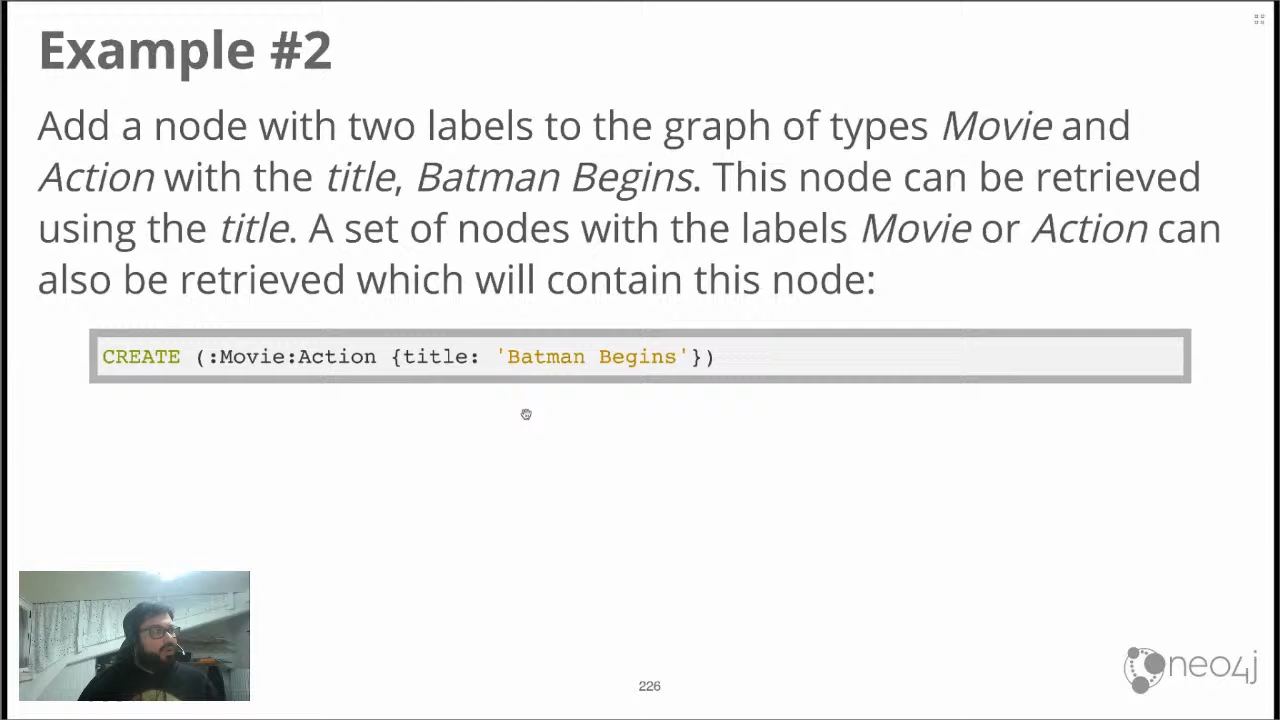 Example #2
Add a node with two labels to the graph of types Movie and
Action with the title, Batman Begins. This node can be retrieved
using the title. A set of nodes with the labels Movie or Action can
also be retrieved which will contain this node:
CREATE (:Movie:Action {title: 'Batman Begins'})
226
neo4j